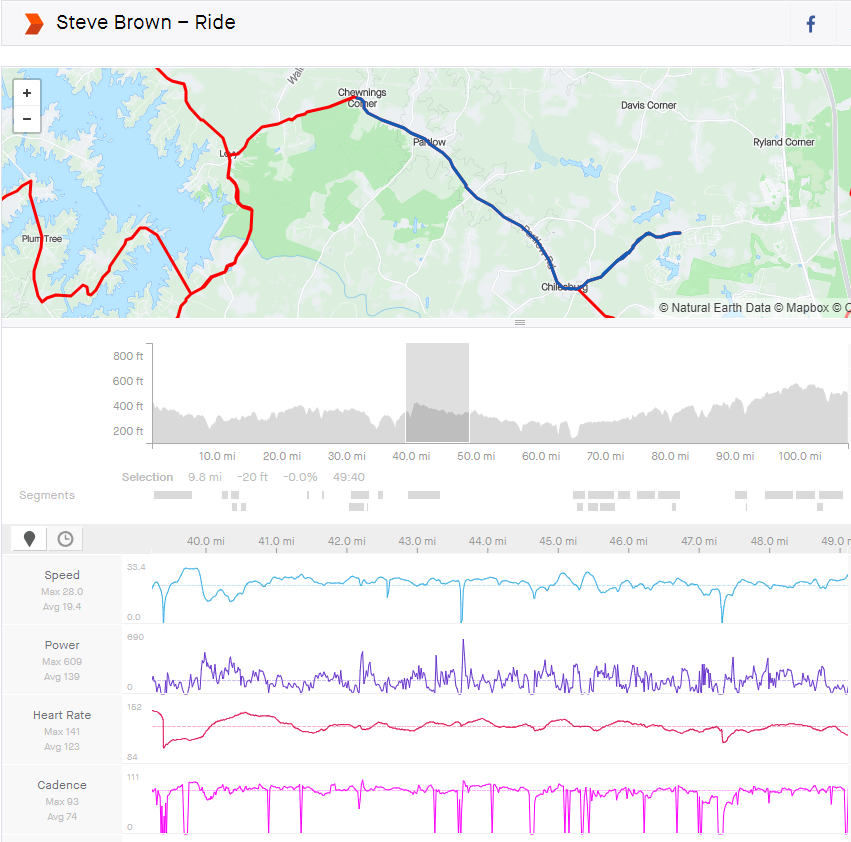 Steve Brown – Ride
f
+
−
Chewnings
Corner
Davis Corner
Partlow
Ryland Corner
Plum Tree
Chilesburg
© Natural Earth Data © Mapbox ©
800 ft
600 ft
400 ft
200 ft
10.0 mi 20.0 mi 30.0 mi 40.0 mi 50.0 mi 60.0 mi 70.0 mi 80.0 mi 90.0 mi 100.0 mi
Selection 9.8 mi -20 ft -0.0% 49:40
Segments
40.0 mi 41.0 mi 42.0 mi 43.0 mi 44.0 mi 45.0 mi 46.0 mi 47.0 mi 48.0 mi 49.0
33.4
Speed
Max 28.0
Avg 19.4
0.0
690
Power
Max 609
Avg 139
0
152
Heart Rate
Max 141
Avg 123
84
111
Cadence
Max 93
Avg 74
0